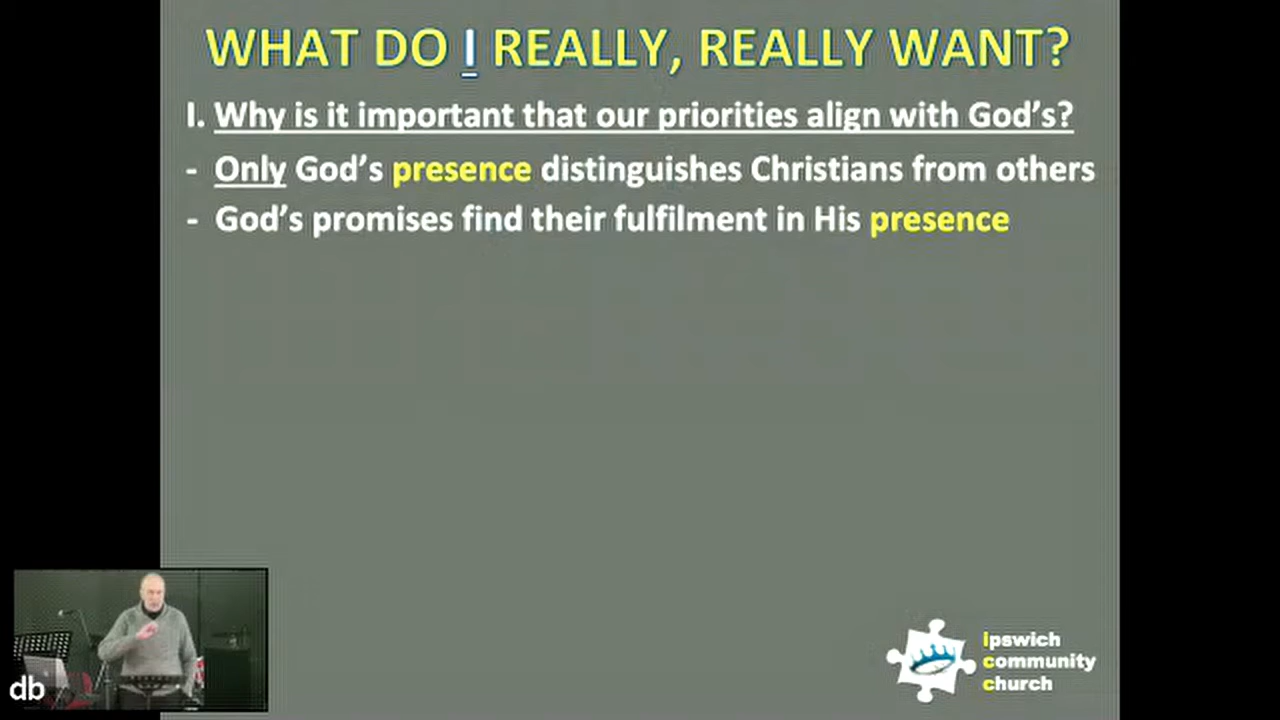 WHAT DO I REALLY, REALLY WANT?
I. Why is it important that our priorities align with God's?
- Only God's presence distinguishes Christians from others
- God's promises find their fulfilment in His presence
ipswich
community
church
db